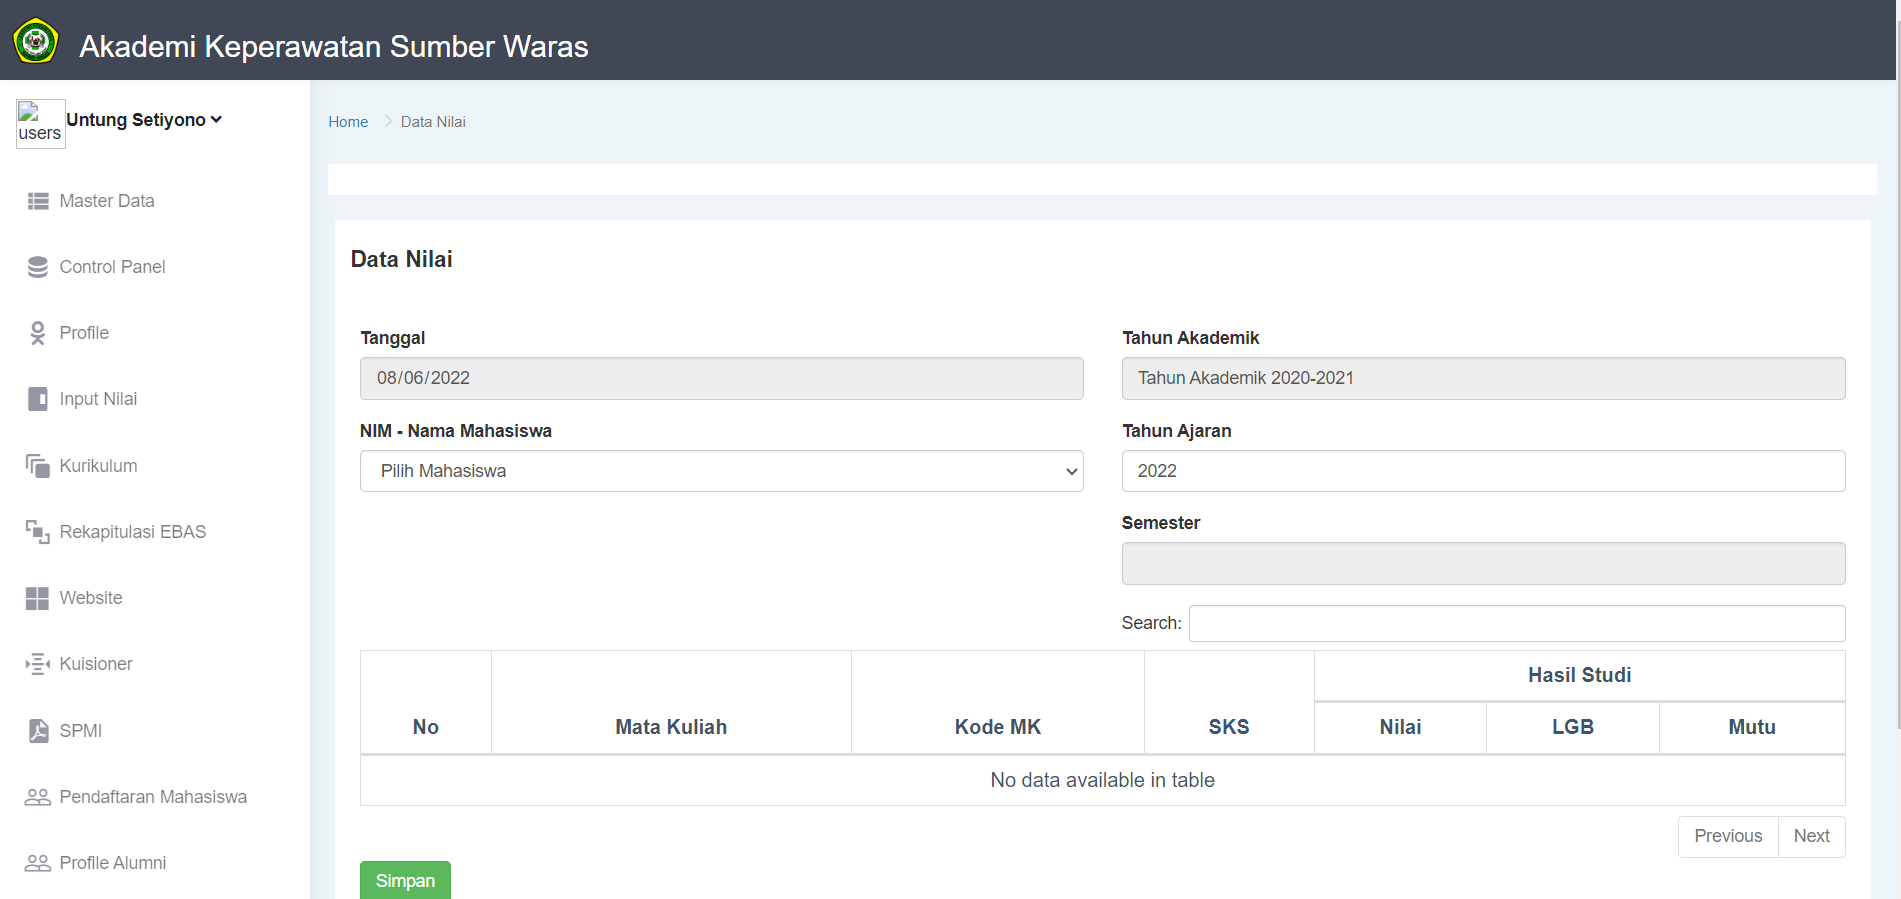 Akademi Keperawatan Sumber Waras
users
Untung Setiyono
Home
Data Nilai
Master Data
Control Panel
Profile
Input Nilai
Kurikulum
Rekapitulasi EBAS
Website
Kuisioner
SPMI
Pendaftaran Mahasiswa
Profile Alumni
Data Nilai
Tanggal
08/06/2022
Tahun Akademik
Tahun Akademik 2020-2021
NIM - Nama Mahasiswa
Pilih Mahasiswa
Tahun Ajaran
2022
Semester
Search:
Hasil Studi
No Mata Kuliah Kode MK SKS Nilai LGB Mutu
No data available in table
Previous Next
Simpan